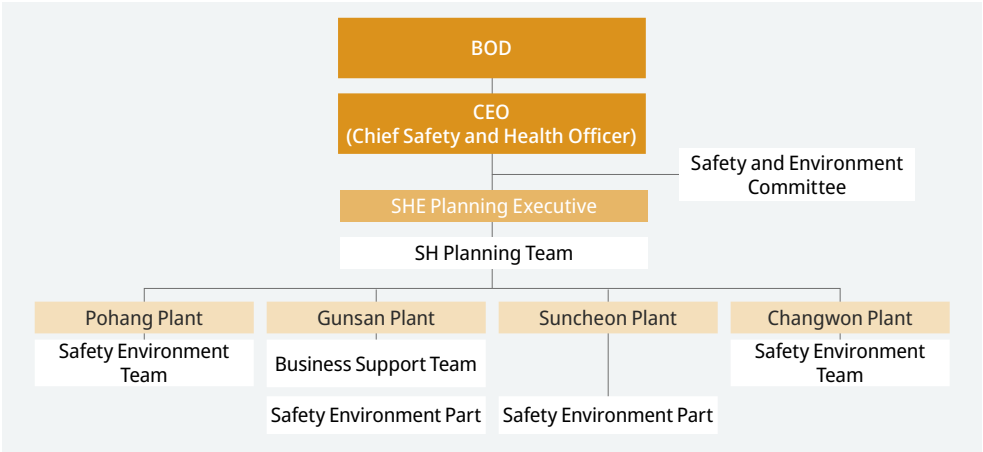 BOD
CEO
(Chief Safety and Health Officer)
Safety and Environment
Committee
SHE Planning Executive
SH Planning Team
Pohang Plant
Gunsan Plant
Suncheon Plant
Changwon Plant
Safety Environment
Team
Business Support Team
Safety Environment
Team
Safety Environment Part
Safety Environment Part